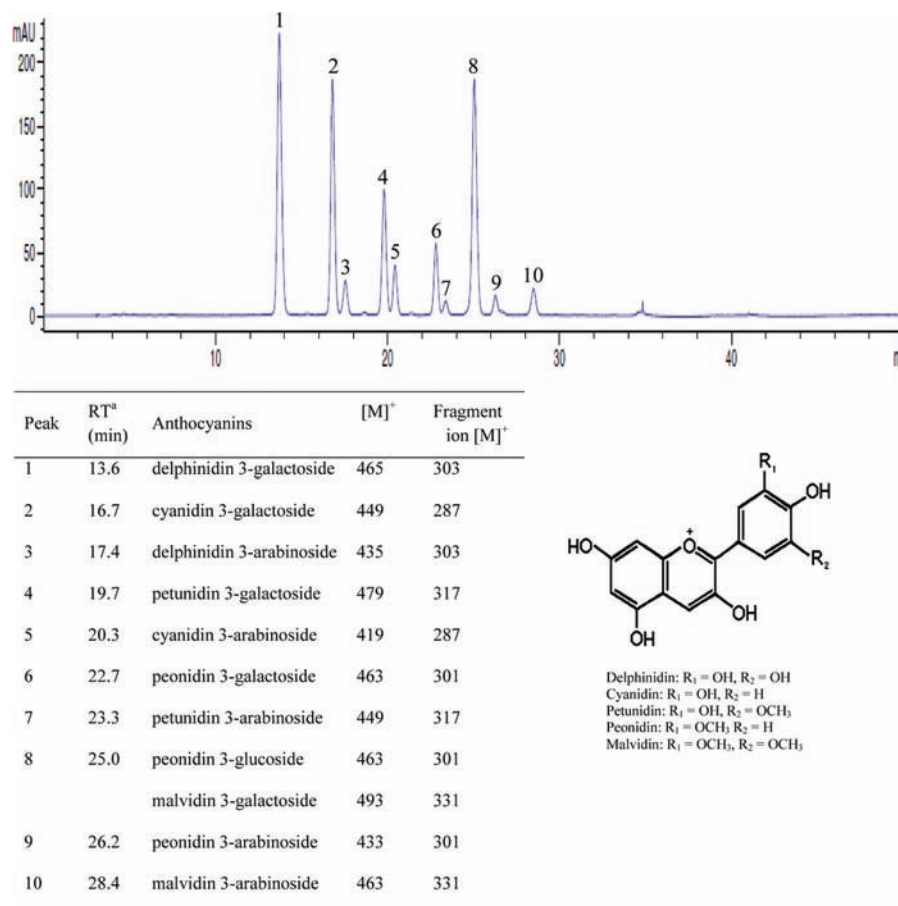 1
mAU
200
2
8
150
100
4
50
6
5
3
7
9
10
0
10
20
30
40
Peak RTᵃ (min) Anthocyanins [M]⁺ Fragment ion [M]⁺
1 13.6 delphinidin 3-galactoside 465 303
2 16.7 cyanidin 3-galactoside 449 287
3 17.4 delphinidin 3-arabinoside 435 303
4 19.7 petunidin 3-galactoside 479 317
5 20.3 cyanidin 3-arabinoside 419 287
6 22.7 peonidin 3-galactoside 463 301
7 23.3 petunidin 3-arabinoside 449 317
8 25.0 peonidin 3-glucoside 463 301
malvidin 3-galactoside 493 331
9 26.2 peonidin 3-arabinoside 433 301
10 28.4 malvidin 3-arabinoside 463 331
R₁
OH
HO
O⁺
R₂
OH
OH
Delphinidin: R₁ = OH, R₂ = OH
Cyanidin: R₁ = OH, R₂ = H
Petunidin: R₁ = OH, R₂ = OCH₃
Peonidin: R₁ = OCH₃ R₂ = H
Malvidin: R₁ = OCH₃, R₂ = OCH₃